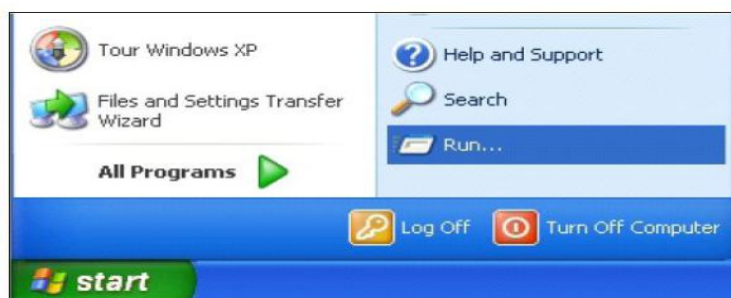 Tour Windows XP
Files and Settings Transfer
Wizard
All Programs
Help and Support
Search
Run...
Log Off
Turn Off Computer
start